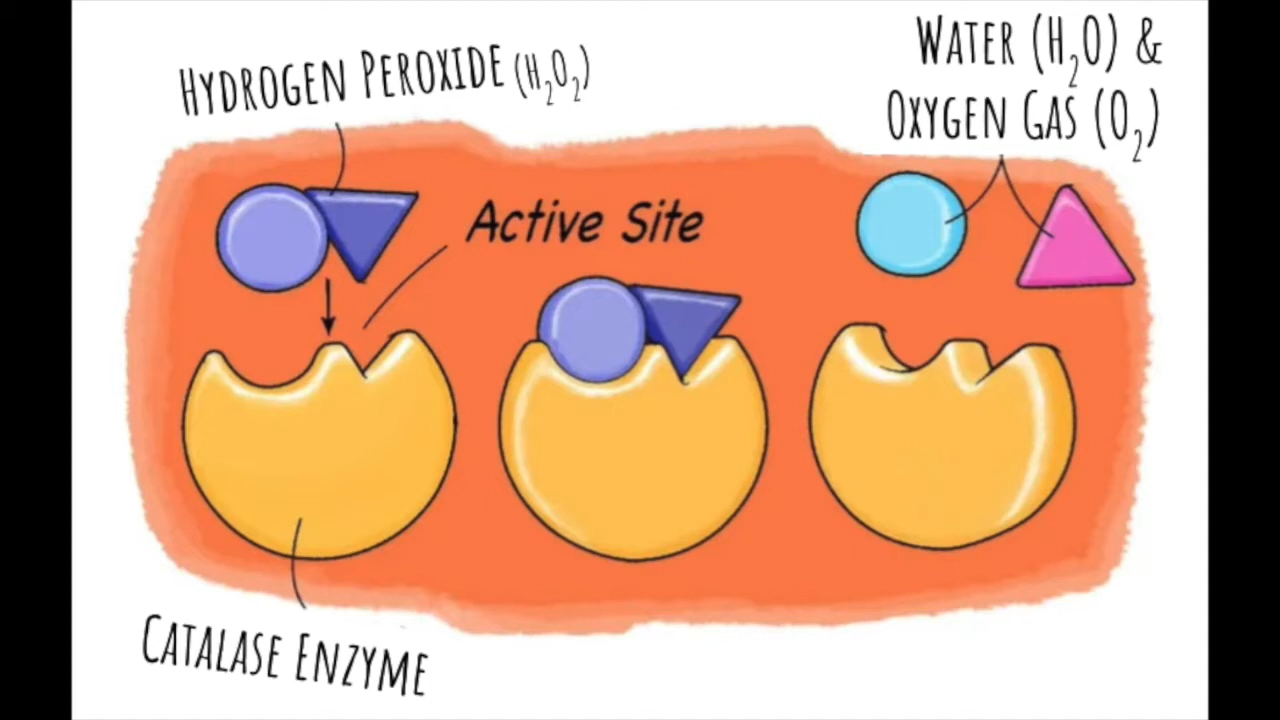 HYDROGEN PEROXIDE (H₂O₂)
WATER (H₂O) &
OXYGEN GAS (O₂)
Active Site
CATALASE ENZYME